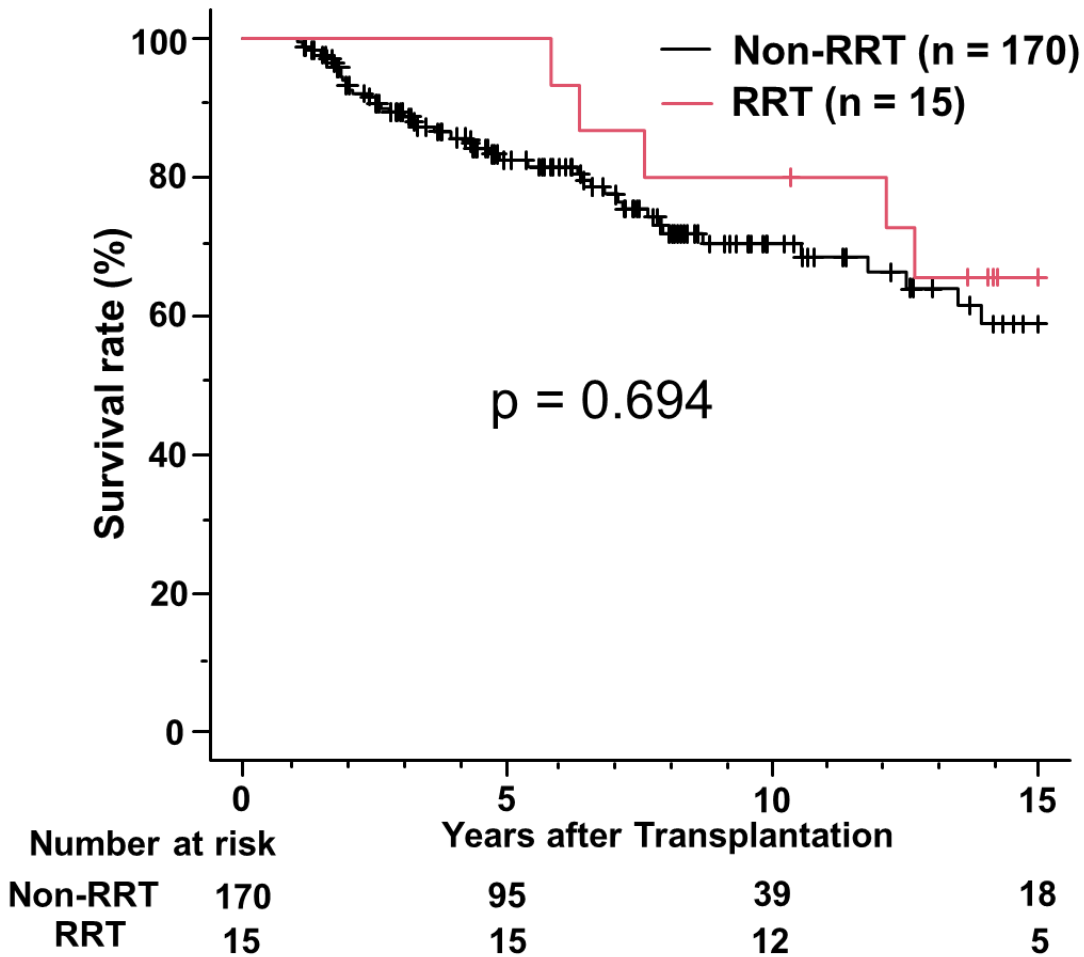 Non-RRT (n = 170)
RRT (n = 15)
100
80
60
40
20
0
Survival rate (%)
p = 0.694
0 5 10 15
Years after Transplantation
Number at risk
Non-RRT 170 95 39 18
RRT 15 15 12 5